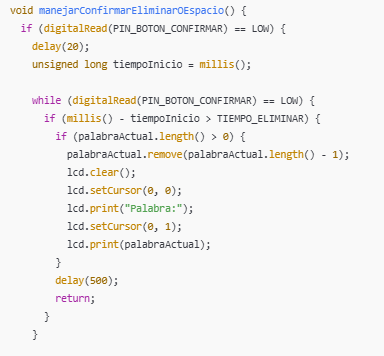 void manejarConfirmarEliminarOEspacio() {
  if (digitalRead(PIN_BOTON_CONFIRMAR) == LOW) {
    delay(20);
    unsigned long tiempoInicio = millis();

    while (digitalRead(PIN_BOTON_CONFIRMAR) == LOW) {
      if (millis() - tiempoInicio > TIEMPO_ELIMINAR) {
        if (palabraActual.length() > 0) {
          palabraActual.remove(palabraActual.length() - 1);
          lcd.clear();
          lcd.setCursor(0, 0);
          lcd.print("Palabra:");
          lcd.setCursor(0, 1);
          lcd.print(palabraActual);
        }
        delay(500);
        return;
      }
    }